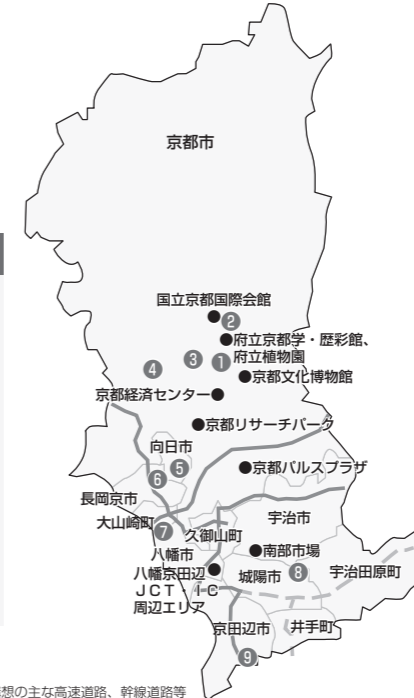 京都市
国立京都国際会館
②
●府立京都学・歴彩館、
府立植物園
①
③
④
●京都文化博物館
京都経済センター●
●京都リサーチパーク
向日市
⑤
⑥
●京都パルスプラザ
長岡京市
大山崎町
⑦
久御山町
宇治市
八幡市
●南部市場
八幡京田辺
JCT・IC
周辺エリア
城陽市
⑧
宇治田原町
京田辺市
井手町
⑨
想の主な高速道路、幹線道路等